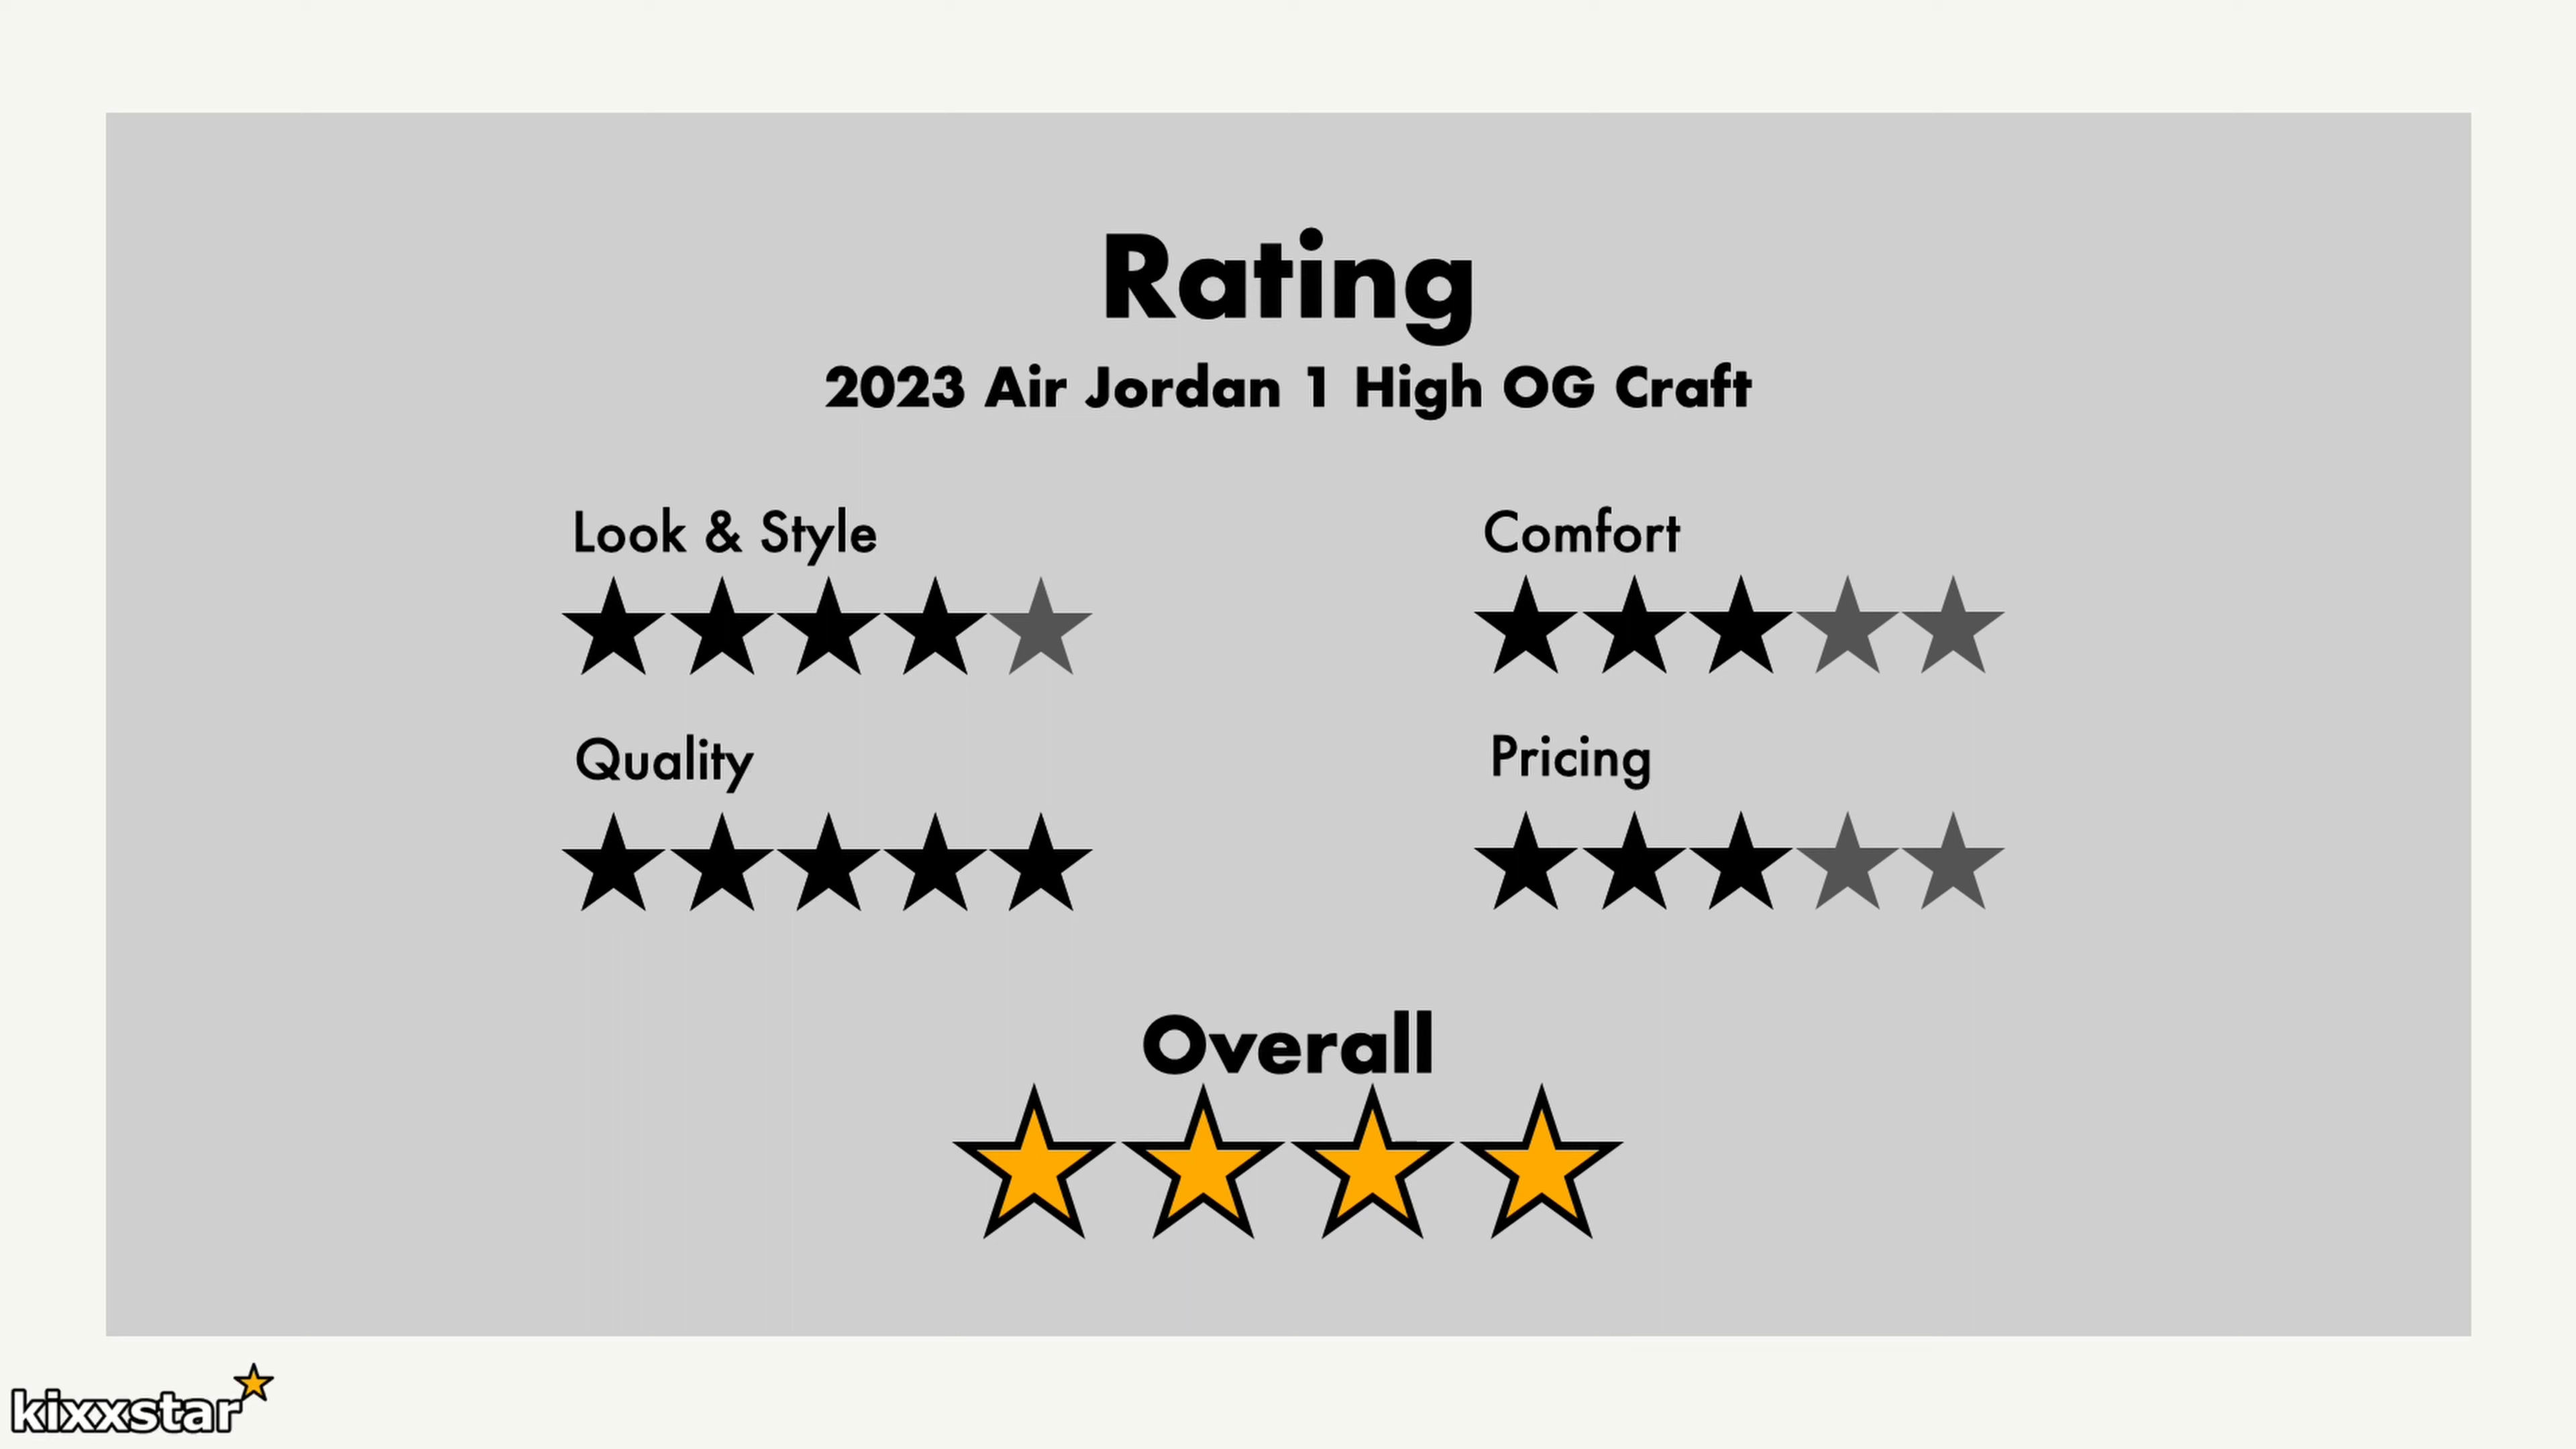 Rating
2023 Air Jordan 1 High OG Craft
Look & Style
Comfort
Quality
Pricing
Overall
kixxstar